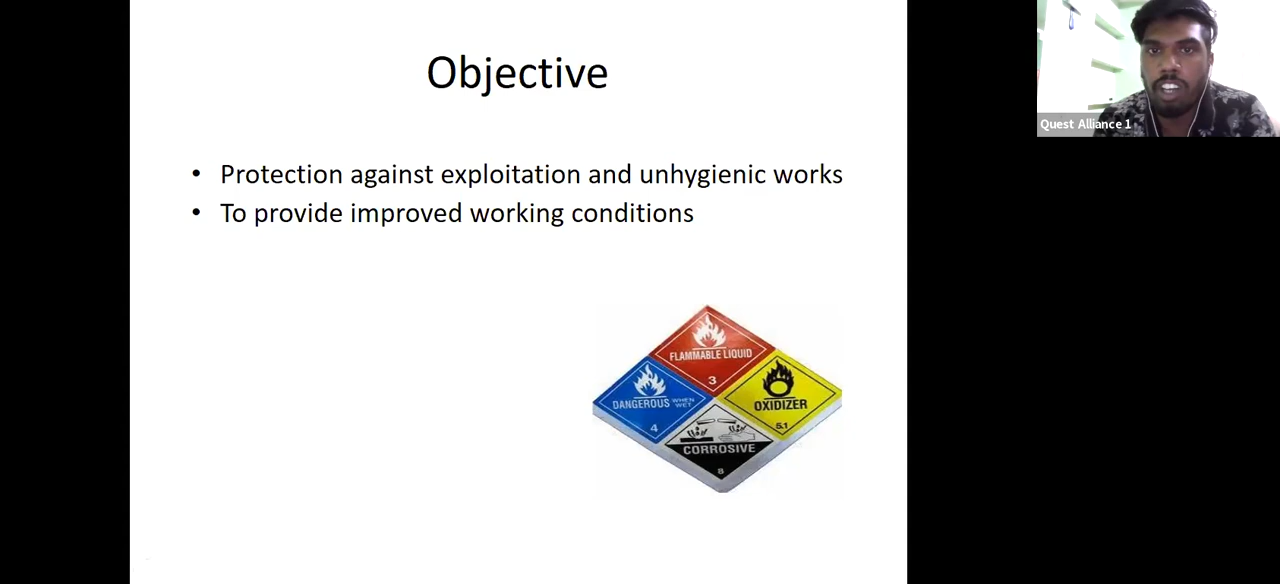 Objective
• Protection against exploitation and unhygienic works
• To provide improved working conditions
Quest Alliance 1
FLAMMABLE LIQUID
3
DANGEROUS WHEN WET
4
OXIDIZER
5.1
CORROSIVE
8